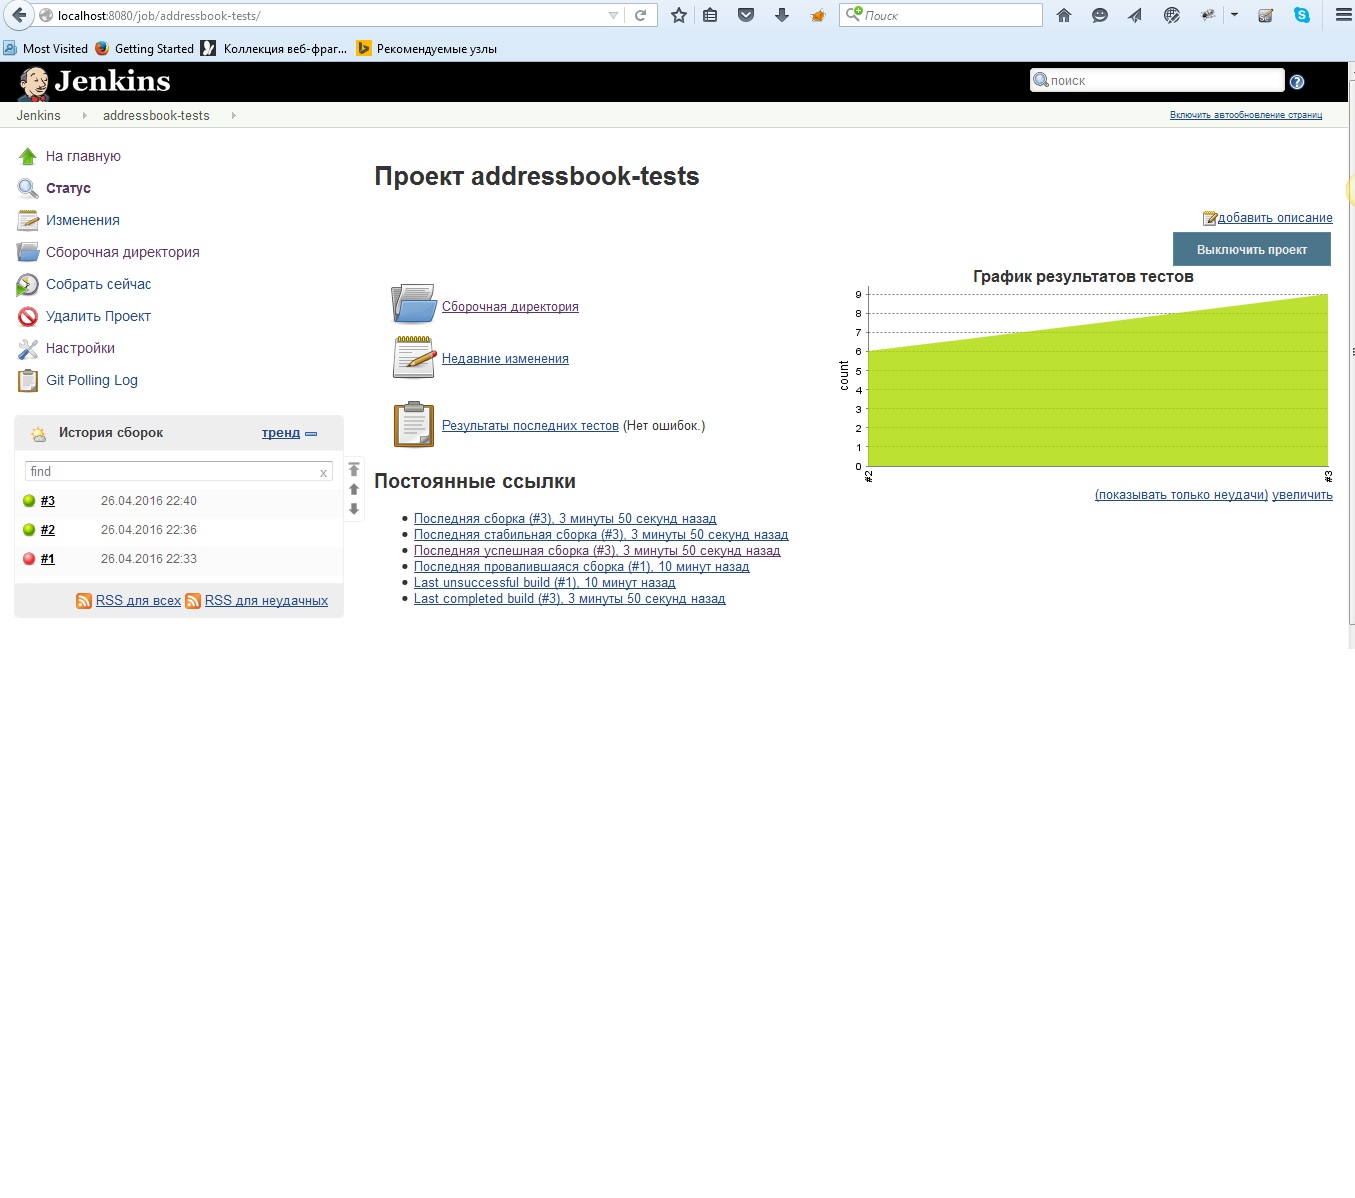 localhost:8080/job/addressbook-tests/
Поиск
Most Visited Getting Started Коллекция веб-фраг... Рекомендуемые узлы
Jenkins
поиск
Jenkins addressbook-tests
Включить автообновление страниц
На главную
Статус
Изменения
Сборочная директория
Собрать сейчас
Удалить Проект
Настройки
Git Polling Log
История сборок тренд
find x
#3 26.04.2016 22:40
#2 26.04.2016 22:36
#1 26.04.2016 22:33
RSS для всех RSS для неудачных
Проект addressbook-tests
добавить описание
Выключить проект
Сборочная директория
Недавние изменения
Результаты последних тестов (Нет ошибок.)
График результатов тестов
9
8
7
6
5
4
3
2
1
0
count
#2
#3
(показывать только неудачи) увеличить
Постоянные ссылки
Последняя сборка (#3), 3 минуты 50 секунд назад
Последняя стабильная сборка (#3), 3 минуты 50 секунд назад
Последняя успешная сборка (#3), 3 минуты 50 секунд назад
Последняя провалившаяся сборка (#1), 10 минут назад
Last unsuccessful build (#1), 10 минут назад
Last completed build (#3), 3 минуты 50 секунд назад